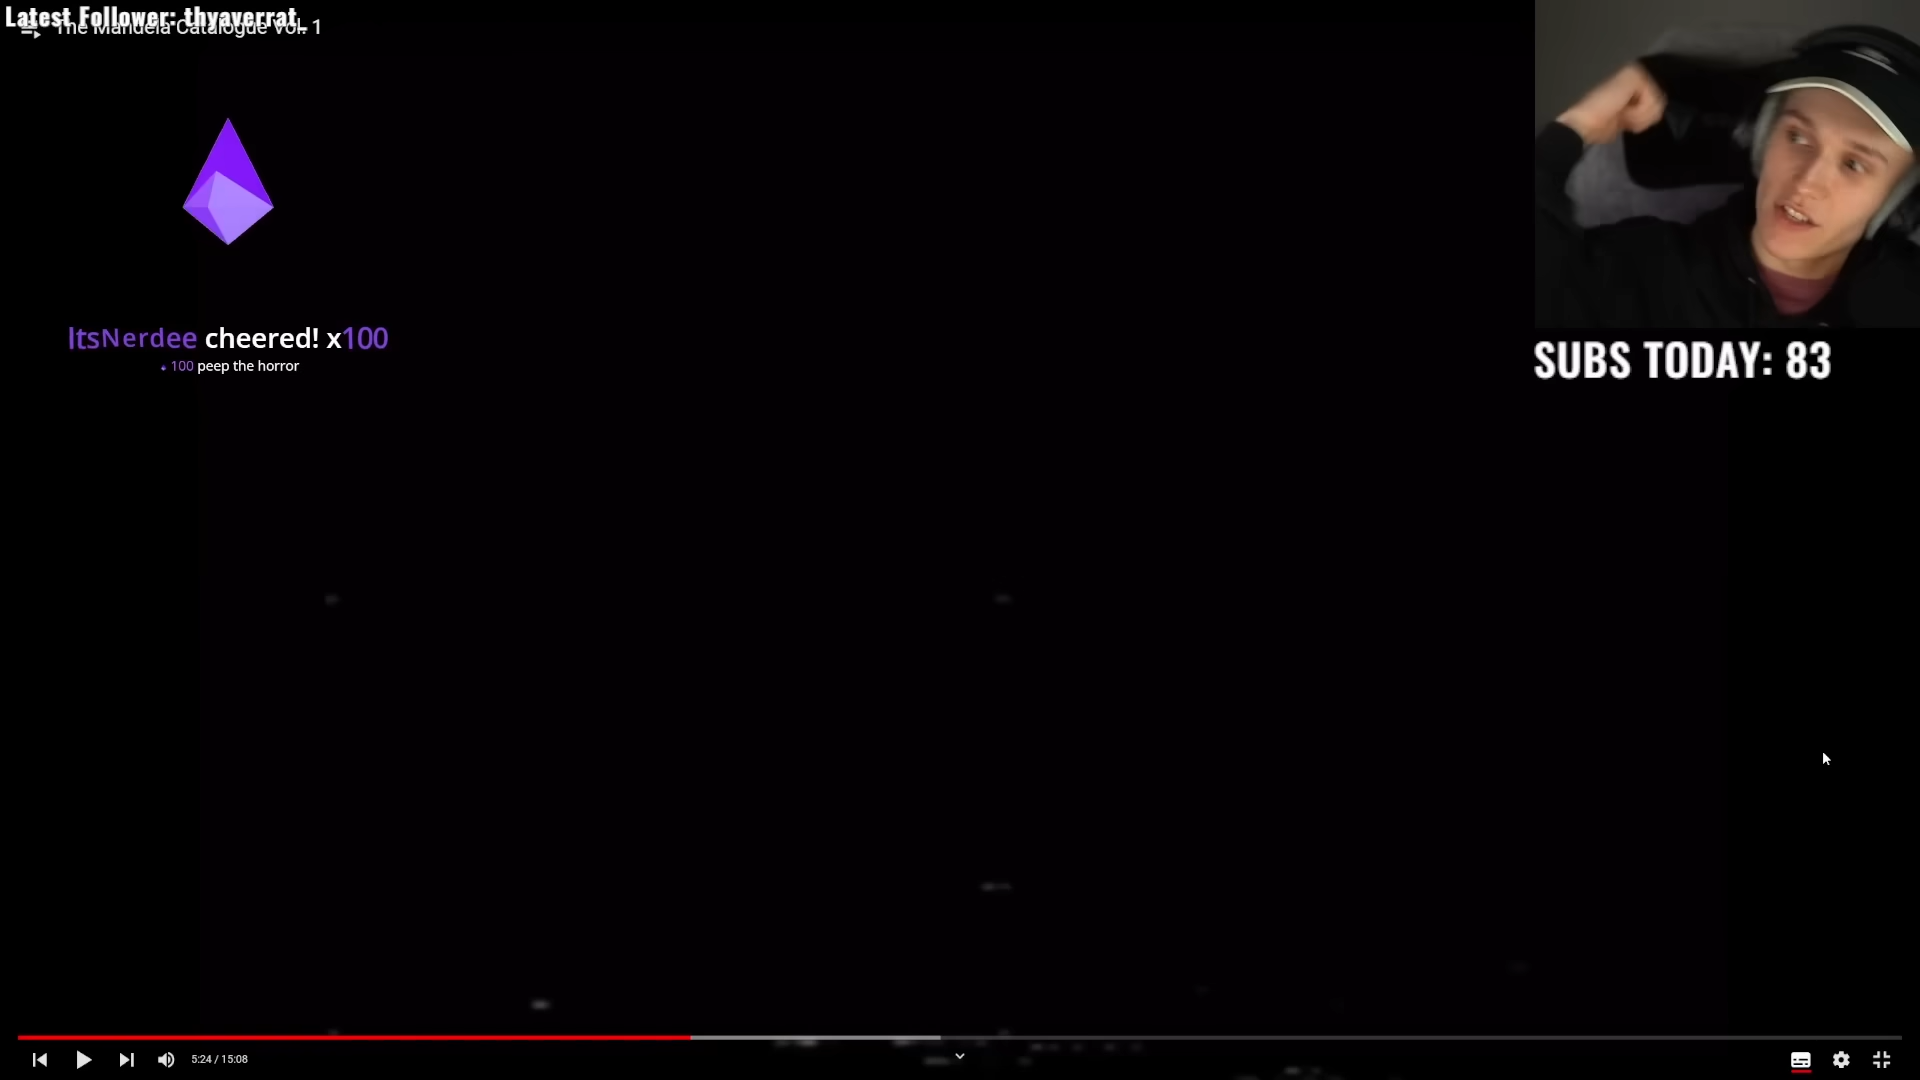 Latest Follower: thyaverrat_
The Mandela Catalogue Vol. 1
ItsNerdee cheered! x100
100 peep the horror
SUBS TODAY: 83
5:24 / 15:08